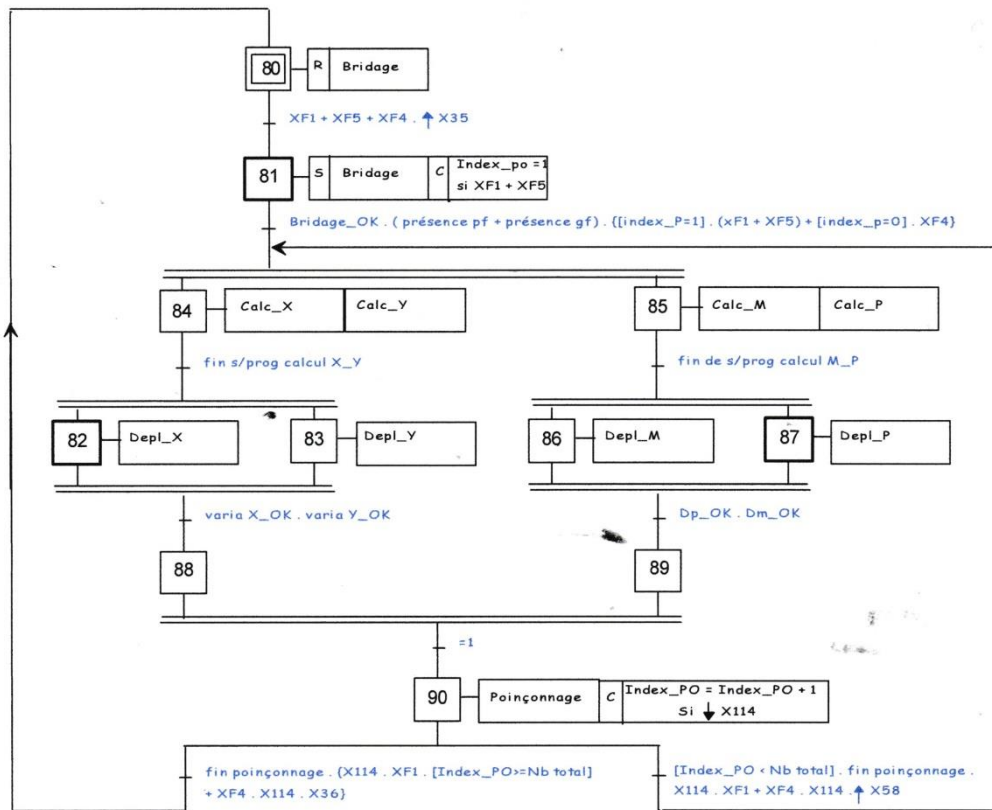 80 R Bridage
XF1 + XF5 + XF4 . ↑ X35
81 S Bridage C Index_po =1
si XF1 + XF5
Bridage_OK . ( présence pf + présence gf) . {[index_P=1] . (xF1 + XF5) + [index_p=0] . XF4}
84 Calc_X Calc_Y 85 Calc_M Calc_P
fin s/prog calcul X_Y fin de s/prog calcul M_P
82 Depl_X 83 Depl_Y 86 Depl_M 87 Depl_P
varia X_OK . varia Y_OK Dp_OK . Dm_OK
88 89
=1
90 Poinçonnage C Index_PO = Index_PO + 1
Si ↓ X114
fin poinçonnage . {X114 . XF1 . [Index_PO>=Nb total]
+ XF4 . X114 . X36}
[Index_PO < Nb total] . fin poinçonnage .
X114 . XF1 + XF4 . X114 . ↑ X58